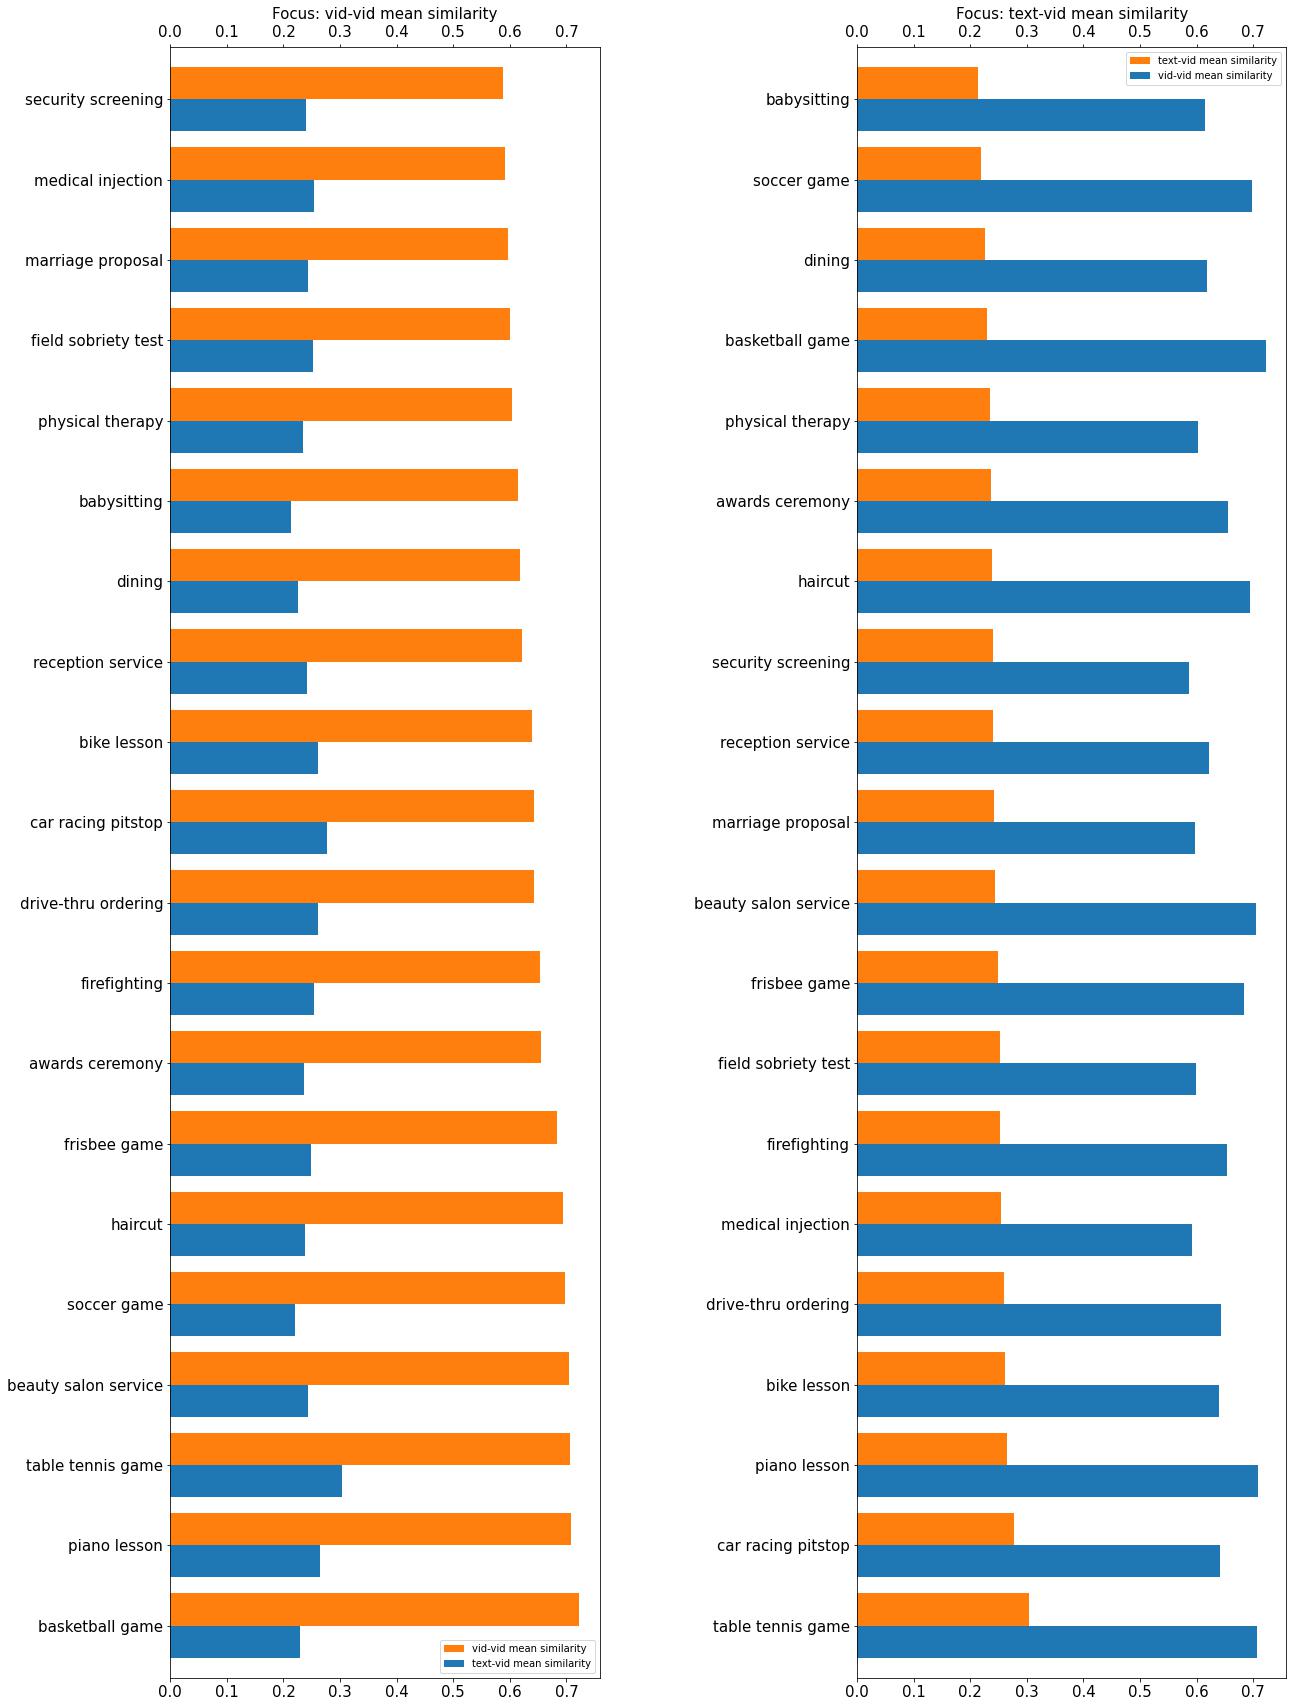 Focus: vid-vid mean similarity
0.0 0.1 0.2 0.3 0.4 0.5 0.6 0.7
security screening
medical injection
marriage proposal
field sobriety test
physical therapy
babysitting
dining
reception service
bike lesson
car racing pitstop
drive-thru ordering
firefighting
awards ceremony
frisbee game
haircut
soccer game
beauty salon service
table tennis game
piano lesson
basketball game
vid-vid mean similarity
text-vid mean similarity
0.0 0.1 0.2 0.3 0.4 0.5 0.6 0.7
Focus: text-vid mean similarity
0.0 0.1 0.2 0.3 0.4 0.5 0.6 0.7
text-vid mean similarity
vid-vid mean similarity
babysitting
soccer game
dining
basketball game
physical therapy
awards ceremony
haircut
security screening
reception service
marriage proposal
beauty salon service
frisbee game
field sobriety test
firefighting
medical injection
drive-thru ordering
bike lesson
piano lesson
car racing pitstop
table tennis game
0.0 0.1 0.2 0.3 0.4 0.5 0.6 0.7